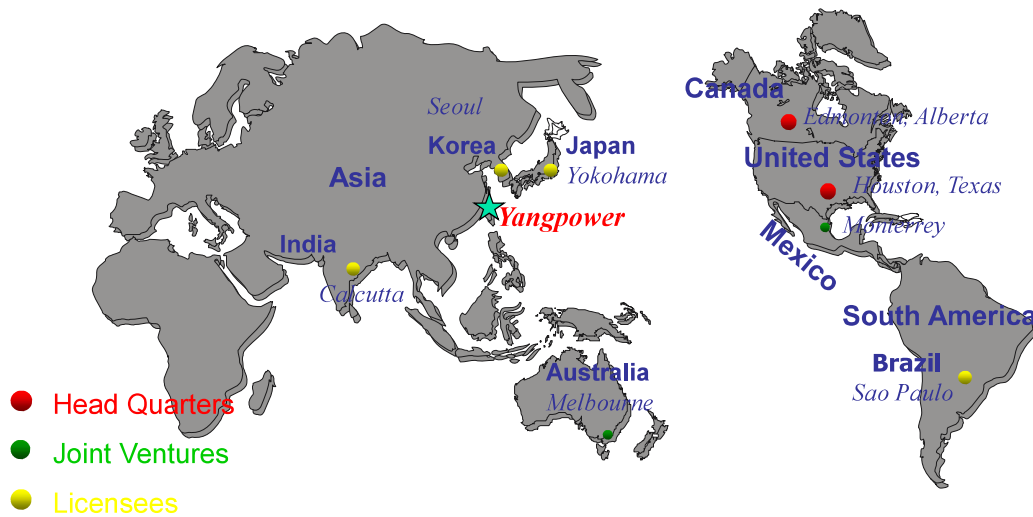 Canada
Edmonton, Alberta
Seoul
Korea
Japan
Yokohama
United States
Houston, Texas
Asia
Yangpower
Monterrey
Mexico
India
Calcutta
South America
Australia
Melbourne
Brazil
Sao Paulo
Head Quarters
Joint Ventures
Licensees